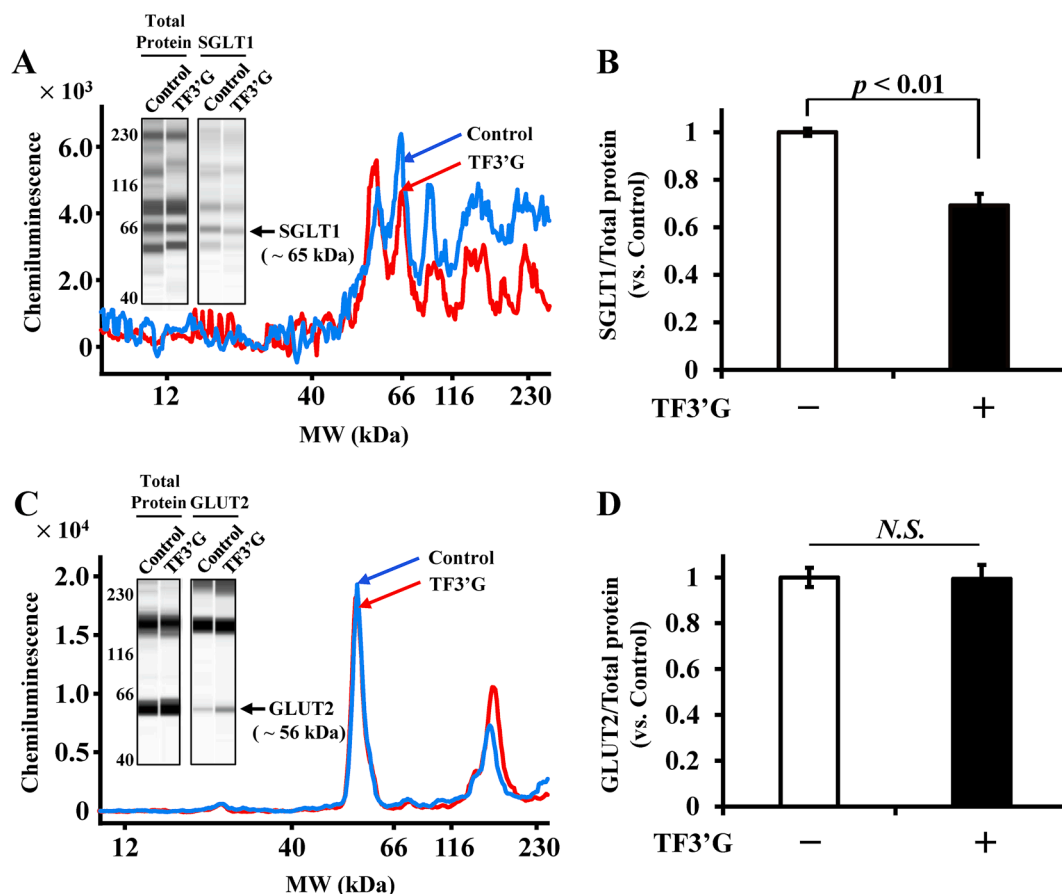 A
Total
Protein
SGLT1
Control
TF3’G
Control
TF3’G
× 10³
Chemiluminescence
6.0
4.0
2.0
0
230
116
66
40
SGLT1
( ~ 65 kDa)
Control
TF3’G
12
40
66
116
230
MW (kDa)
B
p < 0.01
SGLT1/Total protein
(vs. Control)
1
0.8
0.6
0.4
0.2
0
TF3’G
−
+
C
Total
Protein
GLUT2
Control
TF3’G
Control
TF3’G
× 10⁴
Chemiluminescence
2.0
1.5
1.0
0.5
0
230
116
66
40
GLUT2
( ~ 56 kDa)
Control
TF3’G
12
40
66
116
230
MW (kDa)
D
N.S.
GLUT2/Total protein
(vs. Control)
1
0.8
0.6
0.4
0.2
0
TF3’G
−
+